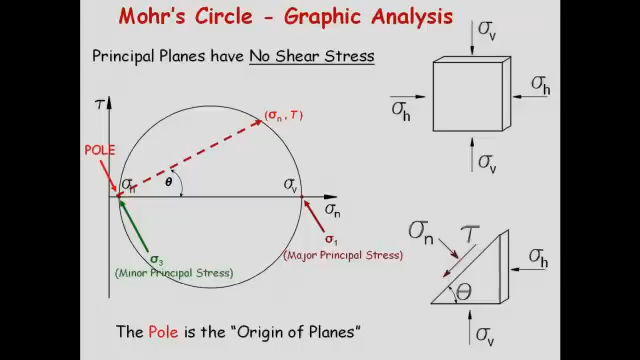 Mohr's Circle - Graphic Analysis
Principal Planes have No Shear Stress
σv
σh
σh
σv
τ
(σn, τ)
POLE
σh
θ
σv
σn
σ3
(Minor Principal Stress)
σ1
(Major Principal Stress)
σn
τ
σh
θ
σv
The Pole is the "Origin of Planes"